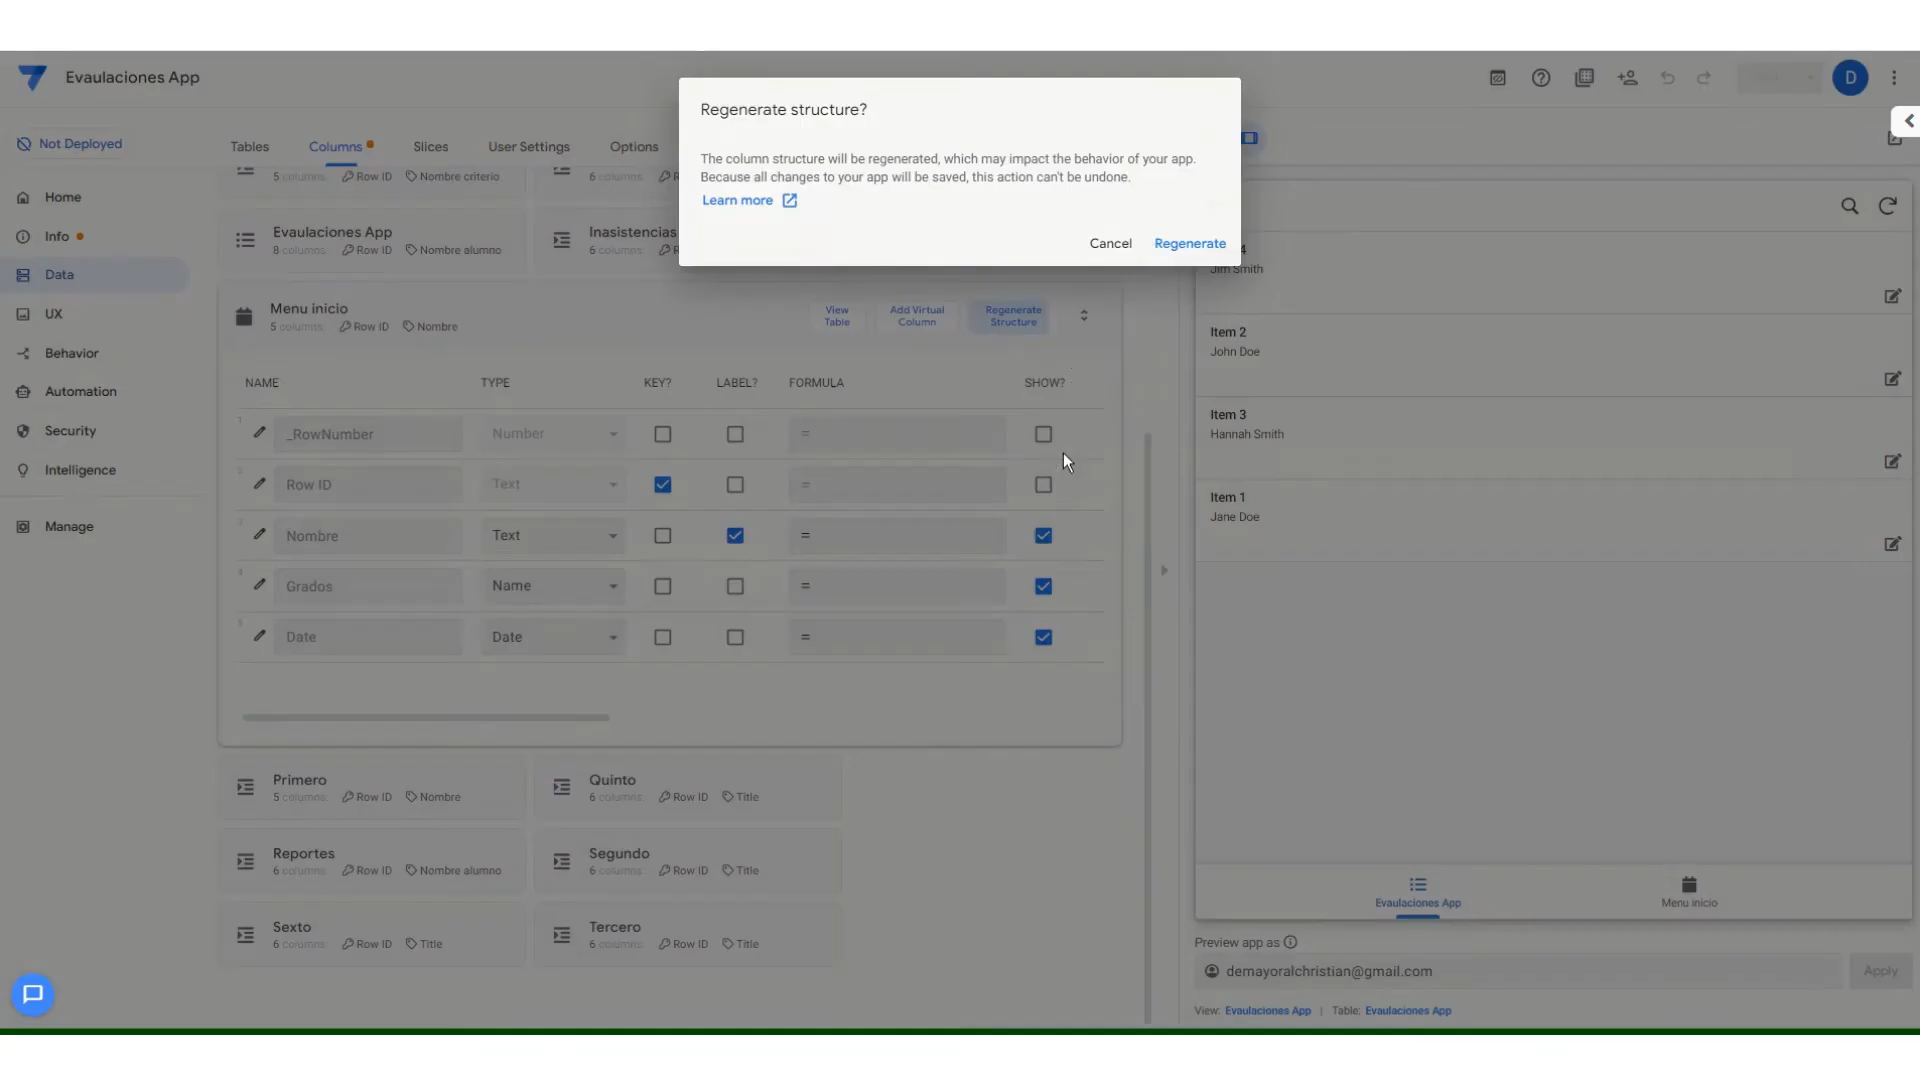 Evaulaciones App
D
Regenerate structure?
The column structure will be regenerated, which may impact the behavior of your app.
Because all changes to your app will be saved, this action can't be undone.
Learn more
Cancel
Regenerate
Not Deployed
Home
Info
Data
UX
Behavior
Automation
Security
Intelligence
Manage
Tables
Columns
Slices
User Settings
Options
5 columns
Row ID
Nombre criterio
6 columns
Evaulaciones App
8 columns
Row ID
Nombre alumno
Inasistencias
6 columns
Menu inicio
5 columns
Row ID
Nombre
View
Table
Add Virtual
Column
Regenerate
Structure
NAME
TYPE
KEY?
LABEL?
FORMULA
SHOW?
1
_RowNumber
Number
=
2
Row ID
Text
=
3
Nombre
Text
=
4
Grados
Name
=
5
Date
Date
=
Primero
5 columns
Row ID
Nombre
Quinto
6 columns
Row ID
Title
Reportes
6 columns
Row ID
Nombre alumno
Segundo
6 columns
Row ID
Title
Sexto
6 columns
Row ID
Title
Tercero
6 columns
Row ID
Title
4
Jim Smith
Item 2
John Doe
Item 3
Hannah Smith
Item 1
Jane Doe
Evaulaciones App
Menu inicio
Preview app as
demayoralchristian@gmail.com
Apply
View: Evaulaciones App | Table: Evaulaciones App